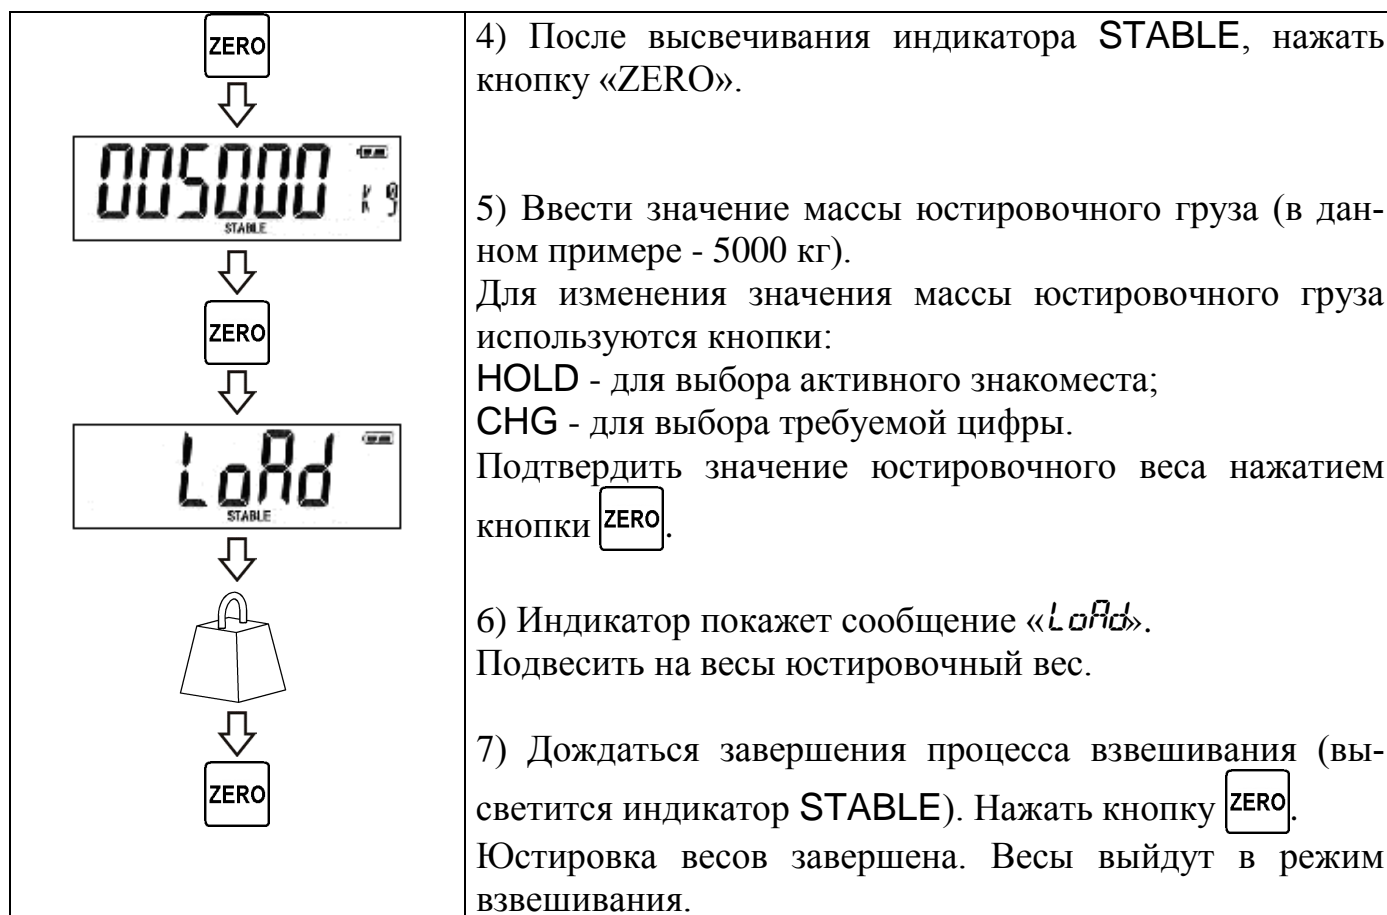 ZERO
005000 kg
STABLE
ZERO
LoAd
STABLE
ZERO
4) После высвечивания индикатора STABLE, нажать
кнопку «ZERO».
5) Ввести значение массы юстировочного груза (в дан-
ном примере - 5000 кг).
Для изменения значения массы юстировочного груза
используются кнопки:
HOLD - для выбора активного знакоместа;
CHG - для выбора требуемой цифры.
Подтвердить значение юстировочного веса нажатием
кнопки ZERO.
6) Индикатор покажет сообщение «LoAd».
Подвесить на весы юстировочный вес.
7) Дождаться завершения процесса взвешивания (вы-
светится индикатор STABLE). Нажать кнопку ZERO.
Юстировка весов завершена. Весы выйдут в режим
взвешивания.